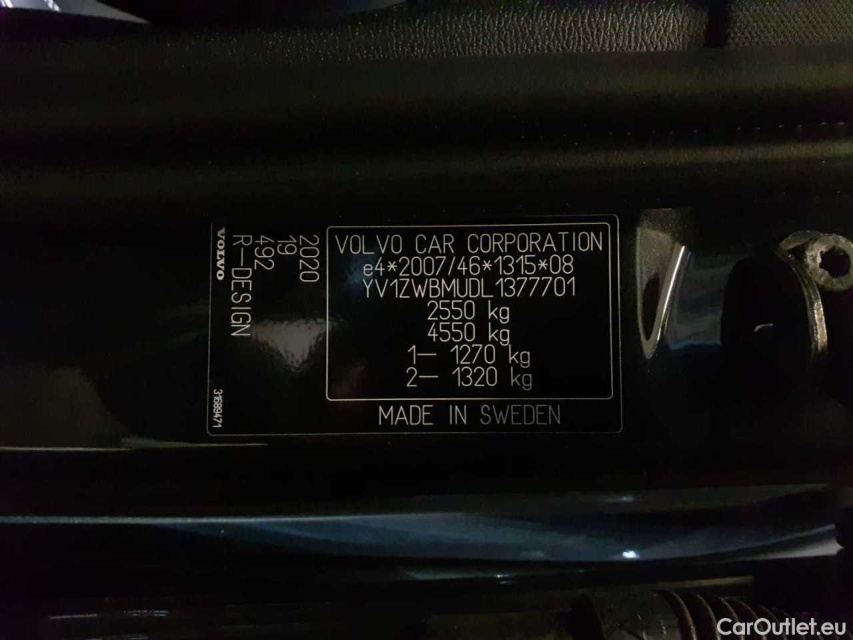 VOLVO
R-DESIGN
492
19
2020
31689471
VOLVO CAR CORPORATION
e4*2007/46*1315*08
YV1ZWBMUDL1377701
2550 kg
4550 kg
1- 1270 kg
2- 1320 kg
MADE IN SWEDEN
CarOutlet.eu